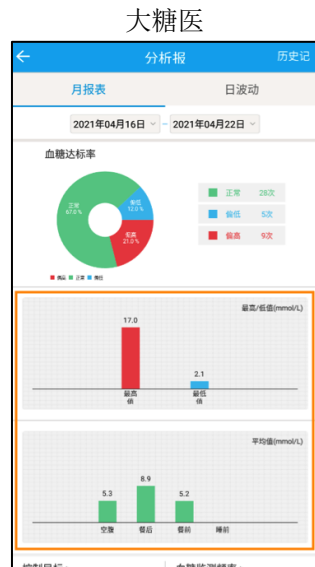 大糖医
分析报 历史记
月报表 日波动
2021年04月16日 - 2021年04月22日
血糖达标率
正常 67.0% 偏低 12.0%
偏高 21.0%
正常 28次
偏低 5次
偏高 9次
偏高 正常 偏低
最高/低值(mmol/L)
17.0
2.1
最高值 最低值
平均值(mmol/L)
5.3 8.9 5.2
空腹 餐后 餐前 睡前